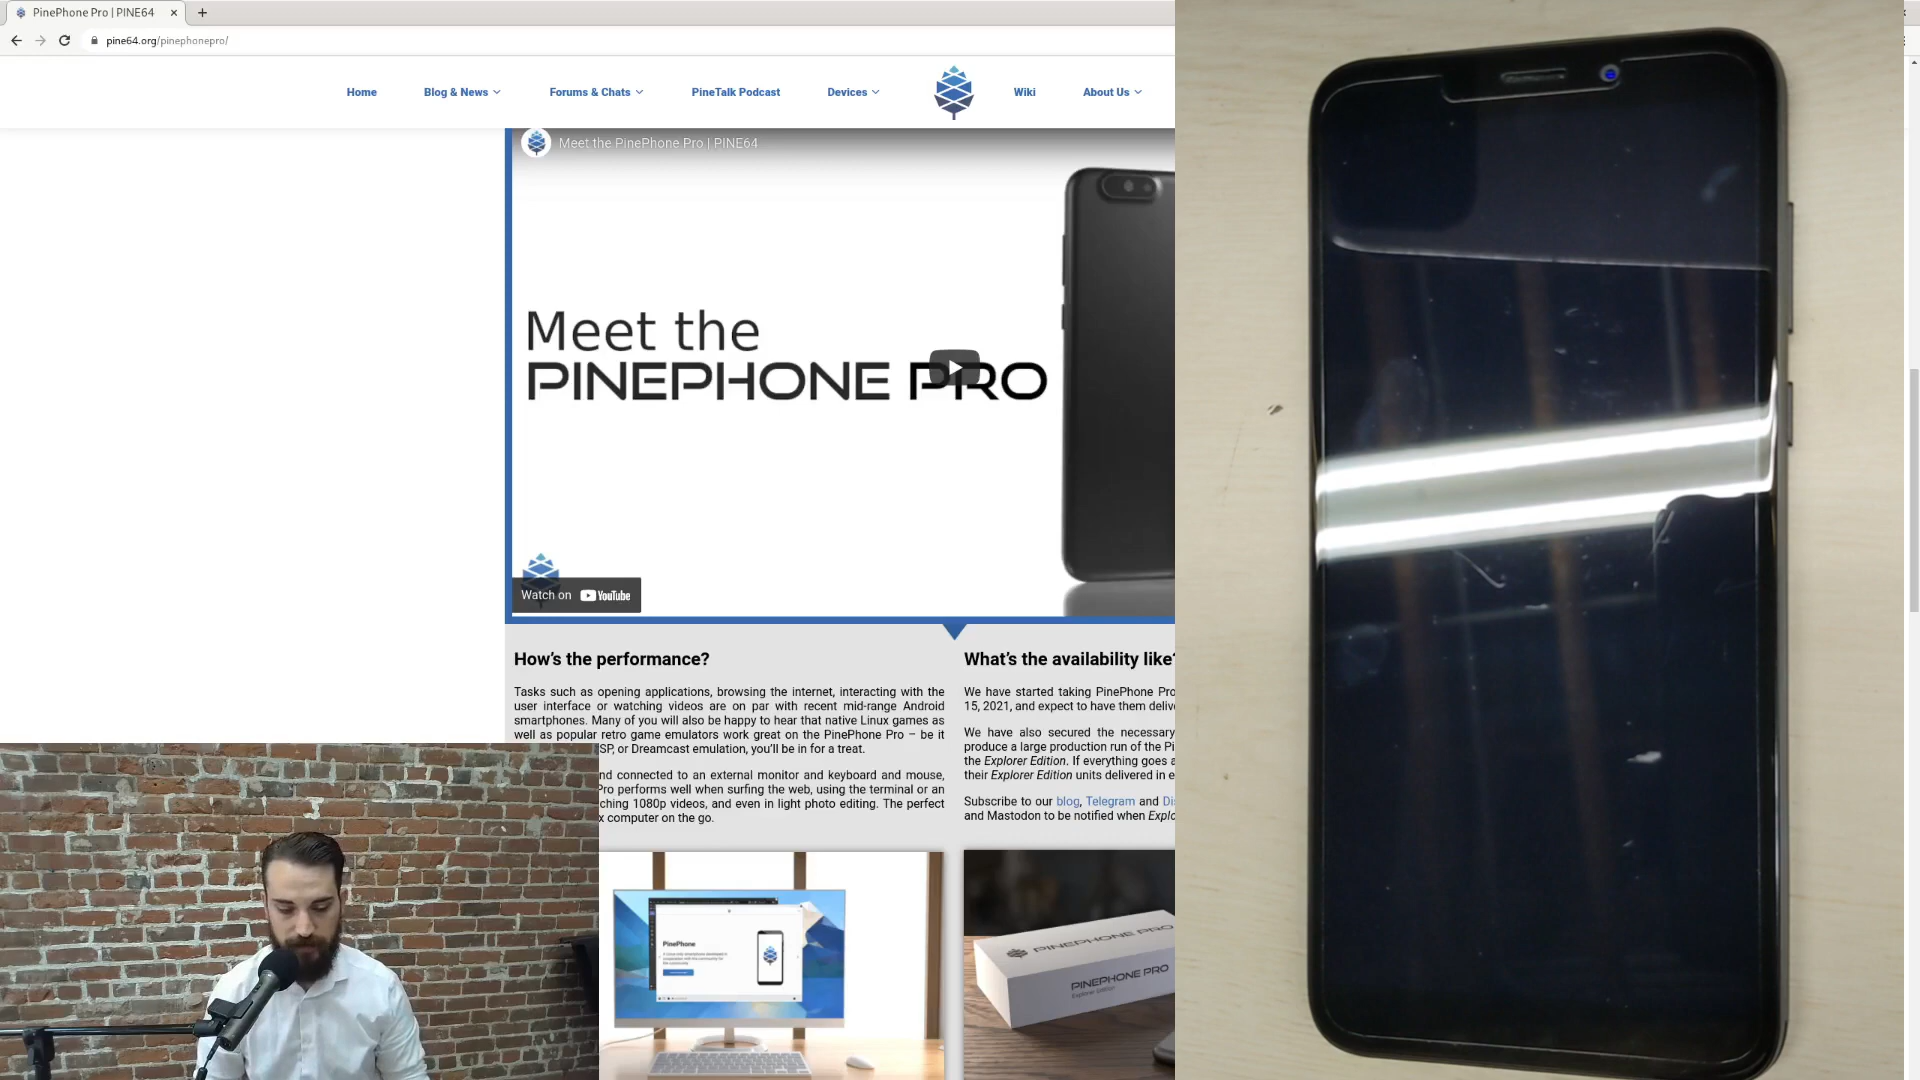 PinePhone Pro | PINE64
pine64.org/pinephonepro/
Home Blog & News Forums & Chats PineTalk Podcast Devices Wiki About Us
Meet the PinePhone Pro | PINE64
Meet the
PINEPHONE PRO
Watch on YouTube
How's the performance?
Tasks such as opening applications, browsing the internet, interacting with the
user interface or watching videos are on par with recent mid-range Android
smartphones. Many of you will also be happy to hear that native Linux games as
well as popular retro game emulators work great on the PinePhone Pro – be it
SP, or Dreamcast emulation, you'll be in for a treat.
nd connected to an external monitor and keyboard and mouse,
Pro performs well when surfing the web, using the terminal or an
ching 1080p videos, and even in light photo editing. The perfect
x computer on the go.
What's the availability like?
We have started taking PinePhone Pro
15, 2021, and expect to have them deliv
We have also secured the necessary
produce a large production run of the Pi
the Explorer Edition. If everything goes a
their Explorer Edition units delivered in e
Subscribe to our blog, Telegram and Di
and Mastodon to be notified when Explo
PinePhone
PINEPHONE PRO
PINEPHONE PRO
Explorer Edition